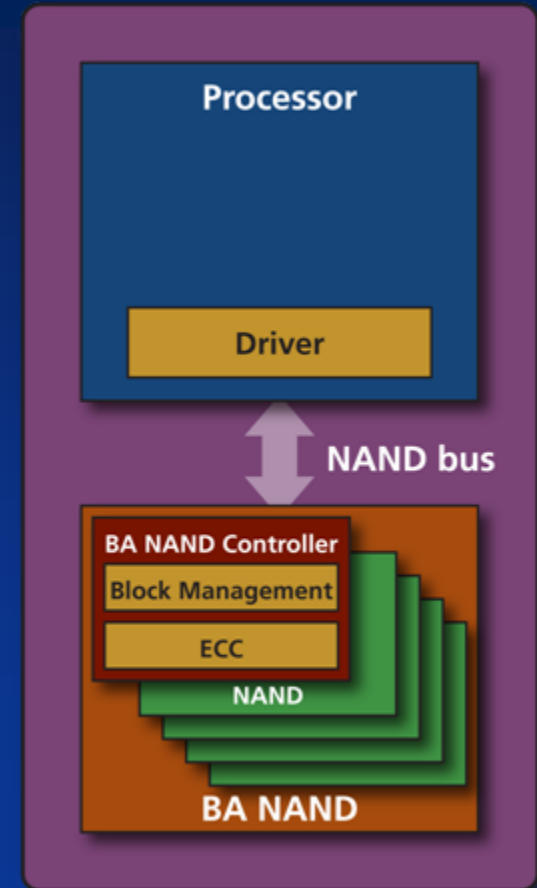 Processor
Driver
NAND bus
BA NAND Controller
Block Management
ECC
NAND
BA NAND